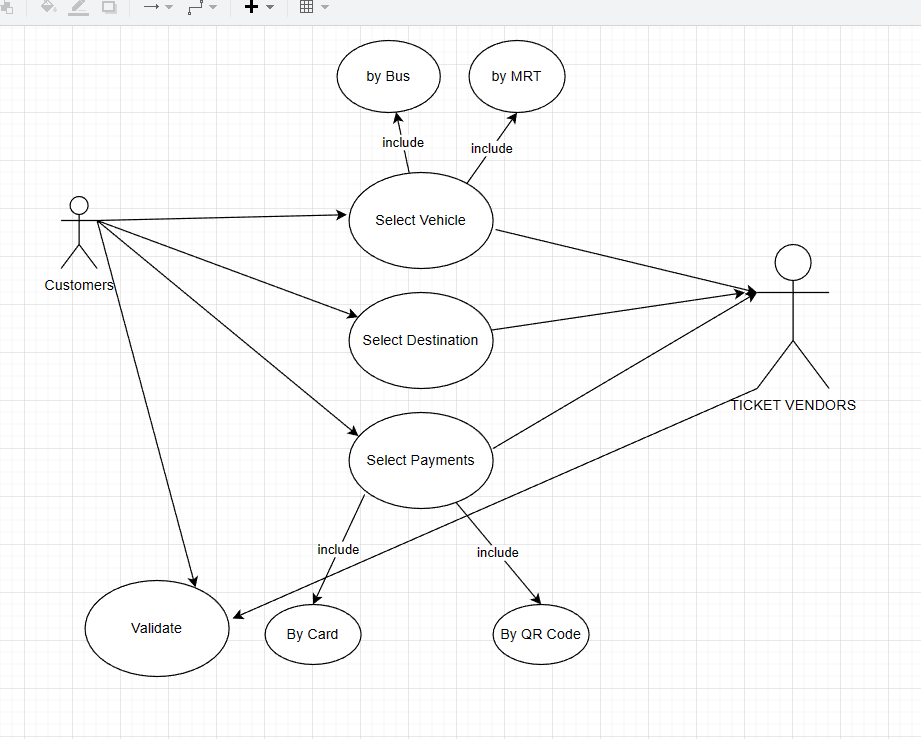 by Bus
by MRT
include
include
Select Vehicle
Customers
Select Destination
TICKET VENDORS
Select Payments
include
include
Validate
By Card
By QR Code